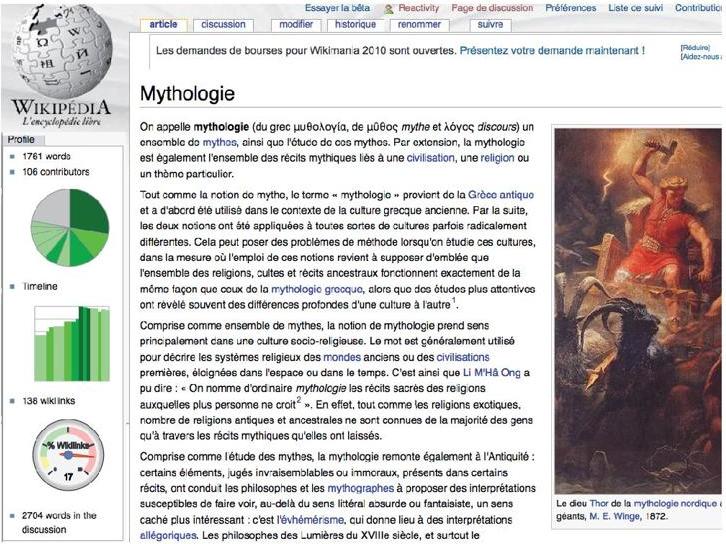 Essayer la bêta Reactivity Page de discussion Préférences Liste ce suivi
article discussion modifier historique renommer suivre
Les demandes de bourses pour Wikimania 2010 sont ouvertes. Présentez votre demande maintenant !
[Réduire]
[Aidez-nous
WIKIPÉDIA
L'encyclopédie libre
Profile
1761 words
106 contributors
Timeline
138 wikilinks
% Wikilinks
17
2704 words in the
discussion
Mythologie
On appelle mythologie (du grec μυθολογία, de μῦθος mythe et λόγος discours) un
ensemble de mythes, ainsi que l'étude de ces mythes. Par extension, la mythologie
est également l'ensemble des récits mythiques liés à une civilisation, une religion ou
un thème particulier.
Tout comme la notion de mythe, le terme « mythologie » provient de la Grèce antique
et a d'abord été utilisé dans le contexte de la culture grecque ancienne. Par la suite,
les deux notions ont été appliquées à toutes sortes de cultures parfois radicalement
différentes. Cela peut poser des problèmes de méthode lorsqu'on étudie ces cultures,
dans la mesure où l'emploi de ces notions revient à supposer d'emblée que
l'ensemble des religions, cultes et récits ancestraux fonctionnent exactement de la
même façon que ceux de la mythologie grecque, alors que des études plus attentives
ont révélé souvent des différences profondes d'une culture à l'autre1.
Comprise comme ensemble de mythes, la notion de mythologie prend sens
principalement dans une culture socio-religieuse. Le mot est généralement utilisé
pour décrire les systèmes religieux des mondes anciens ou des civilisations
premières, éloignées dans l'espace ou dans le temps. C'est ainsi que Li M'Hâ Ong a
pu dire : « On nomme d'ordinaire mythologie les récits sacrés des religions
auxquelles plus personne ne croit2 ». En effet, tout comme les religions exotiques,
nombre de religions antiques et ancestrales ne sont connues de la majorité des gens
qu'à travers les récits mythiques qu'elles ont laissés.
Comprise comme l'étude des mythes, la mythologie remonte également à l'Antiquité :
certains éléments, jugés invraisemblables ou immoraux, présents dans certains
récits, ont conduit les philosophes et les mythographes à proposer des interprétations
susceptibles de faire voir, au-delà du sens littéral absurde ou fantaisiste, un sens
caché plus intéressant : c'est l'évhémérisme, qui donne lieu à des interprétations
allégoriques. Les philosophes des Lumières du XVIIIe siècle, et surtout le
Le dieu Thor de la mythologie nordique
géants, M. E. Winge, 1872.